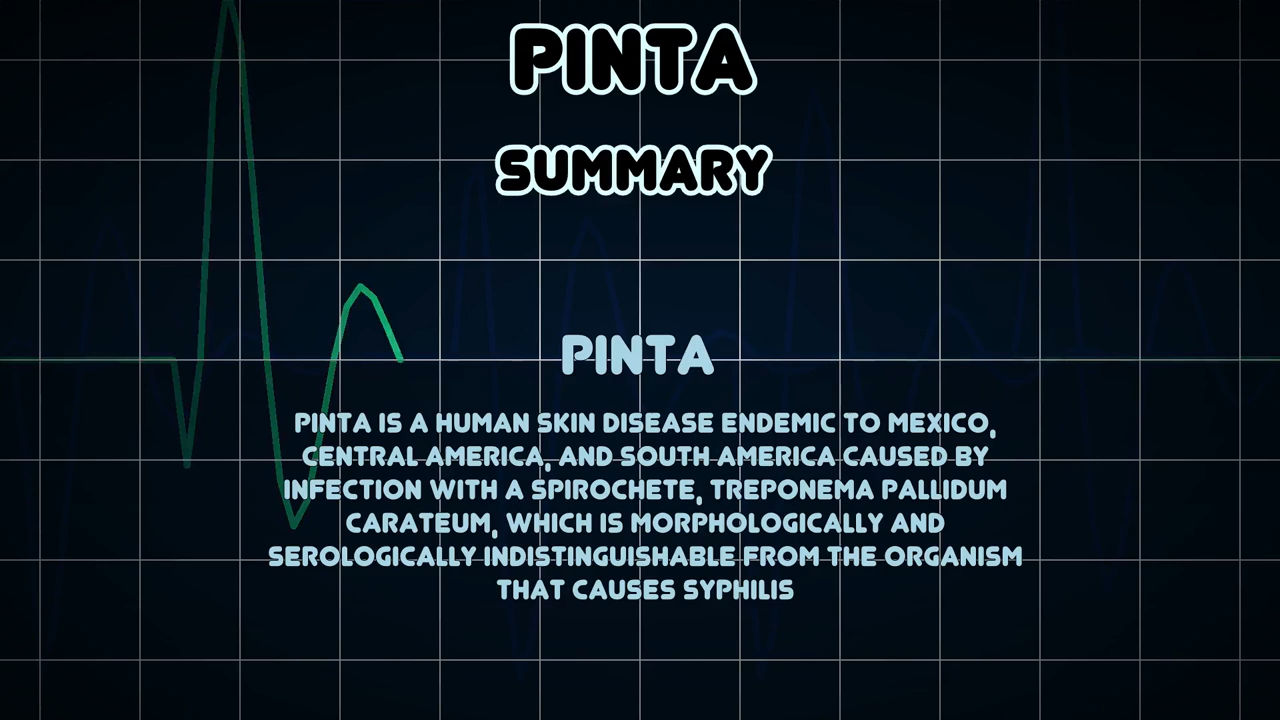 PINTA
SUMMARY
PINTA
PINTA IS A HUMAN SKIN DISEASE ENDEMIC TO MEXICO,
CENTRAL AMERICA, AND SOUTH AMERICA CAUSED BY
INFECTION WITH A SPIROCHETE, TREPONEMA PALLIDUM
CARATEUM, WHICH IS MORPHOLOGICALLY AND
SEROLOGICALLY INDISTINGUISHABLE FROM THE ORGANISM
THAT CAUSES SYPHILIS